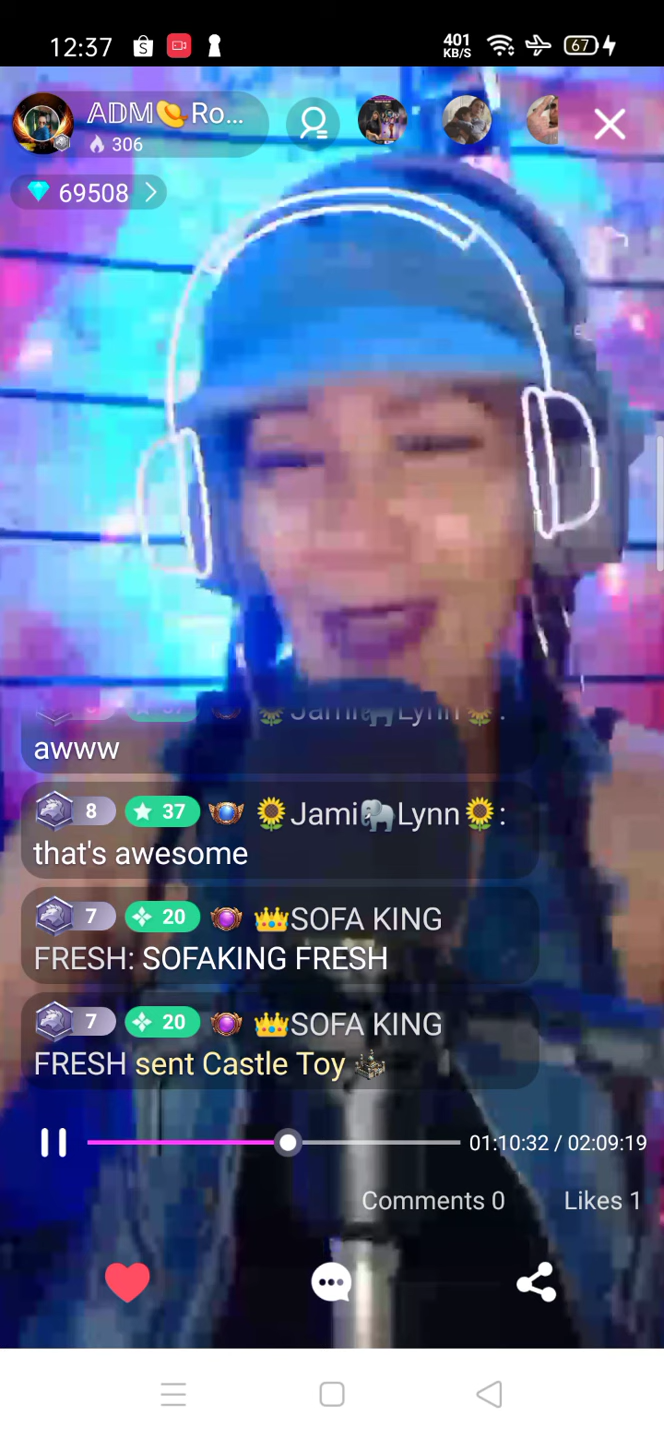 12:37
401
KB/S
67
𝔸𝔻𝕄👒Ro...
306
69508
🌻Jami🐘Lynn🌻:
awww
8 37 🌻Jami🐘Lynn🌻:
that's awesome
7 20 👑SOFA KING
FRESH: SOFAKING FRESH
7 20 👑SOFA KING
FRESH sent Castle Toy
01:10:32 / 02:09:19
Comments 0 Likes 1